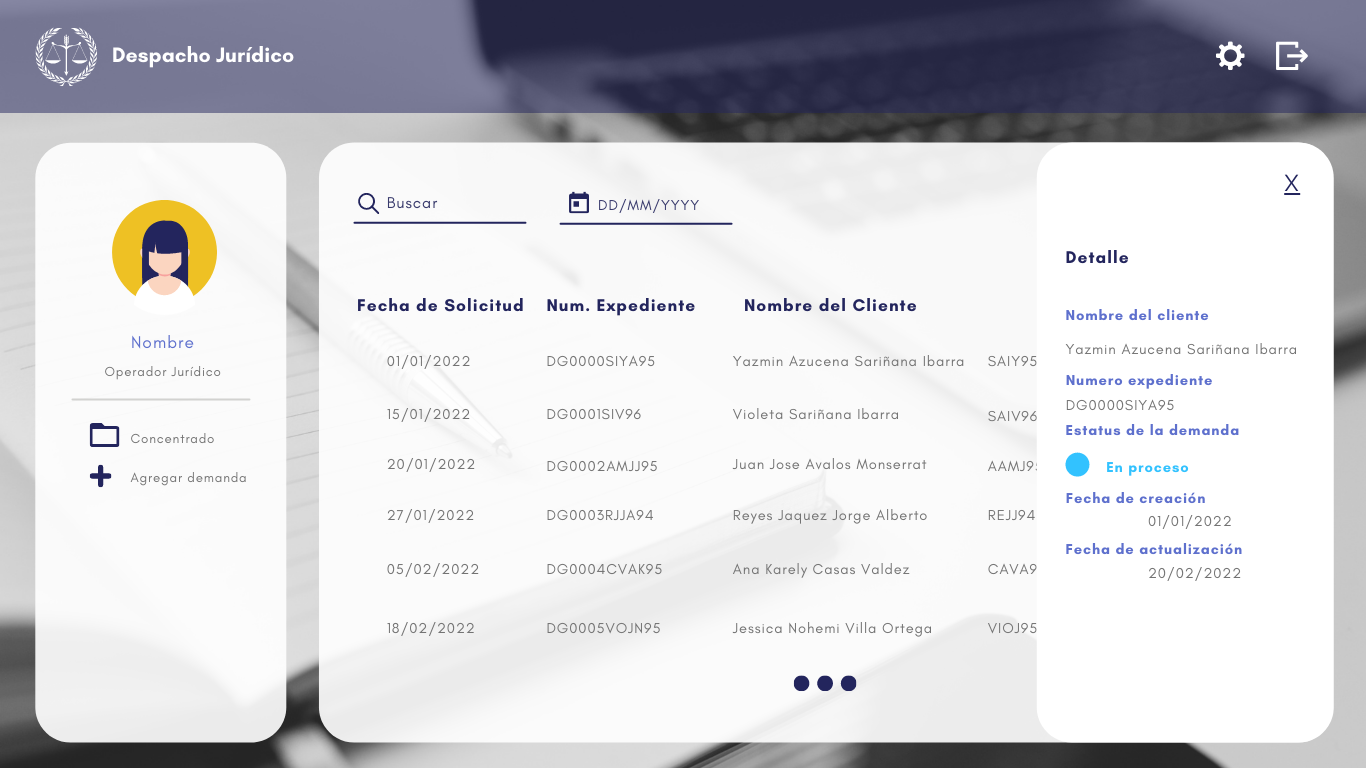 Despacho Jurídico
Nombre
Operador Jurídico
Concentrado
Agregar demanda
Buscar
DD/MM/YYYY
Fecha de Solicitud Num. Expediente Nombre del Cliente
01/01/2022 DG0000SIYA95 Yazmin Azucena Sariñana Ibarra SAIY95
15/01/2022 DG0001SIV96 Violeta Sariñana Ibarra SAIV96
20/01/2022 DG0002AMJJ95 Juan Jose Avalos Monserrat AAMJ9
27/01/2022 DG0003RJJA94 Reyes Jaquez Jorge Alberto REJJ94
05/02/2022 DG0004CVAK95 Ana Karely Casas Valdez CAVA9
18/02/2022 DG0005VOJN95 Jessica Nohemi Villa Ortega VIOJ95
X
Detalle
Nombre del cliente
Yazmin Azucena Sariñana Ibarra
Numero expediente
DG0000SIYA95
Estatus de la demanda
En proceso
Fecha de creación
01/01/2022
Fecha de actualización
20/02/2022